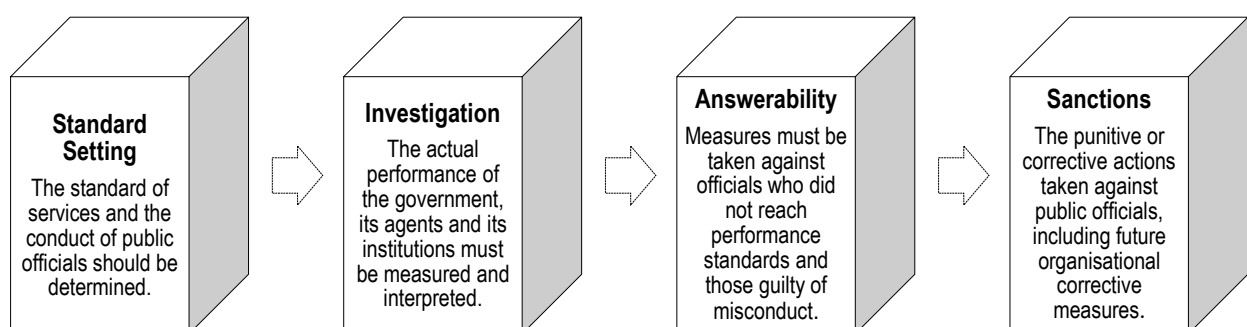 Standard
Setting
The standard of
services and the
conduct of public
officials should be
determined.
Investigation
The actual
performance of
the government,
its agents and its
institutions must
be measured and
interpreted.
Answerability
Measures must be
taken against
officials who did
not reach
performance
standards and
those guilty of
misconduct.
Sanctions
The punitive or
corrective actions
taken against
public officials,
including future
organisational
corrective
measures.